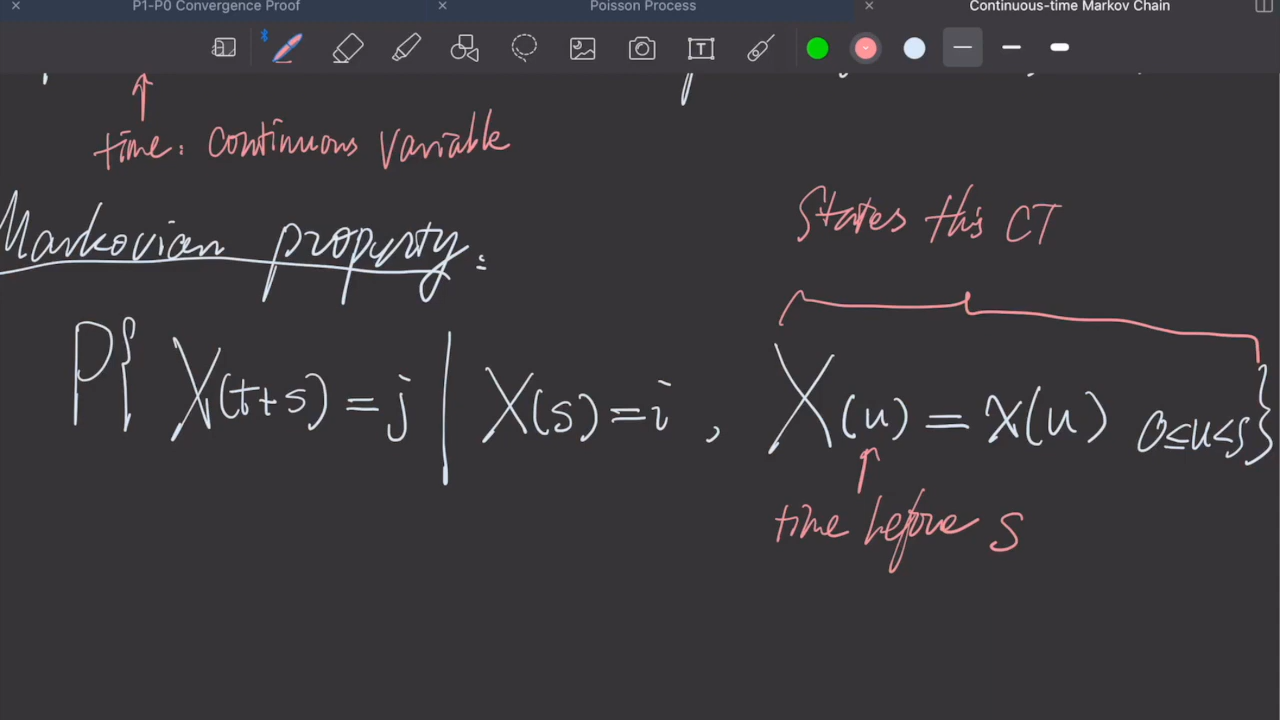 P1-P0 Convergence Proof
Poisson Process
Continuous-time Markov Chain
time: continuous variable
States this CT
Markovian property:
P{ X(t+s) = j | X(s) = i , X(u) = x(u) 0≤u<s}
time before s